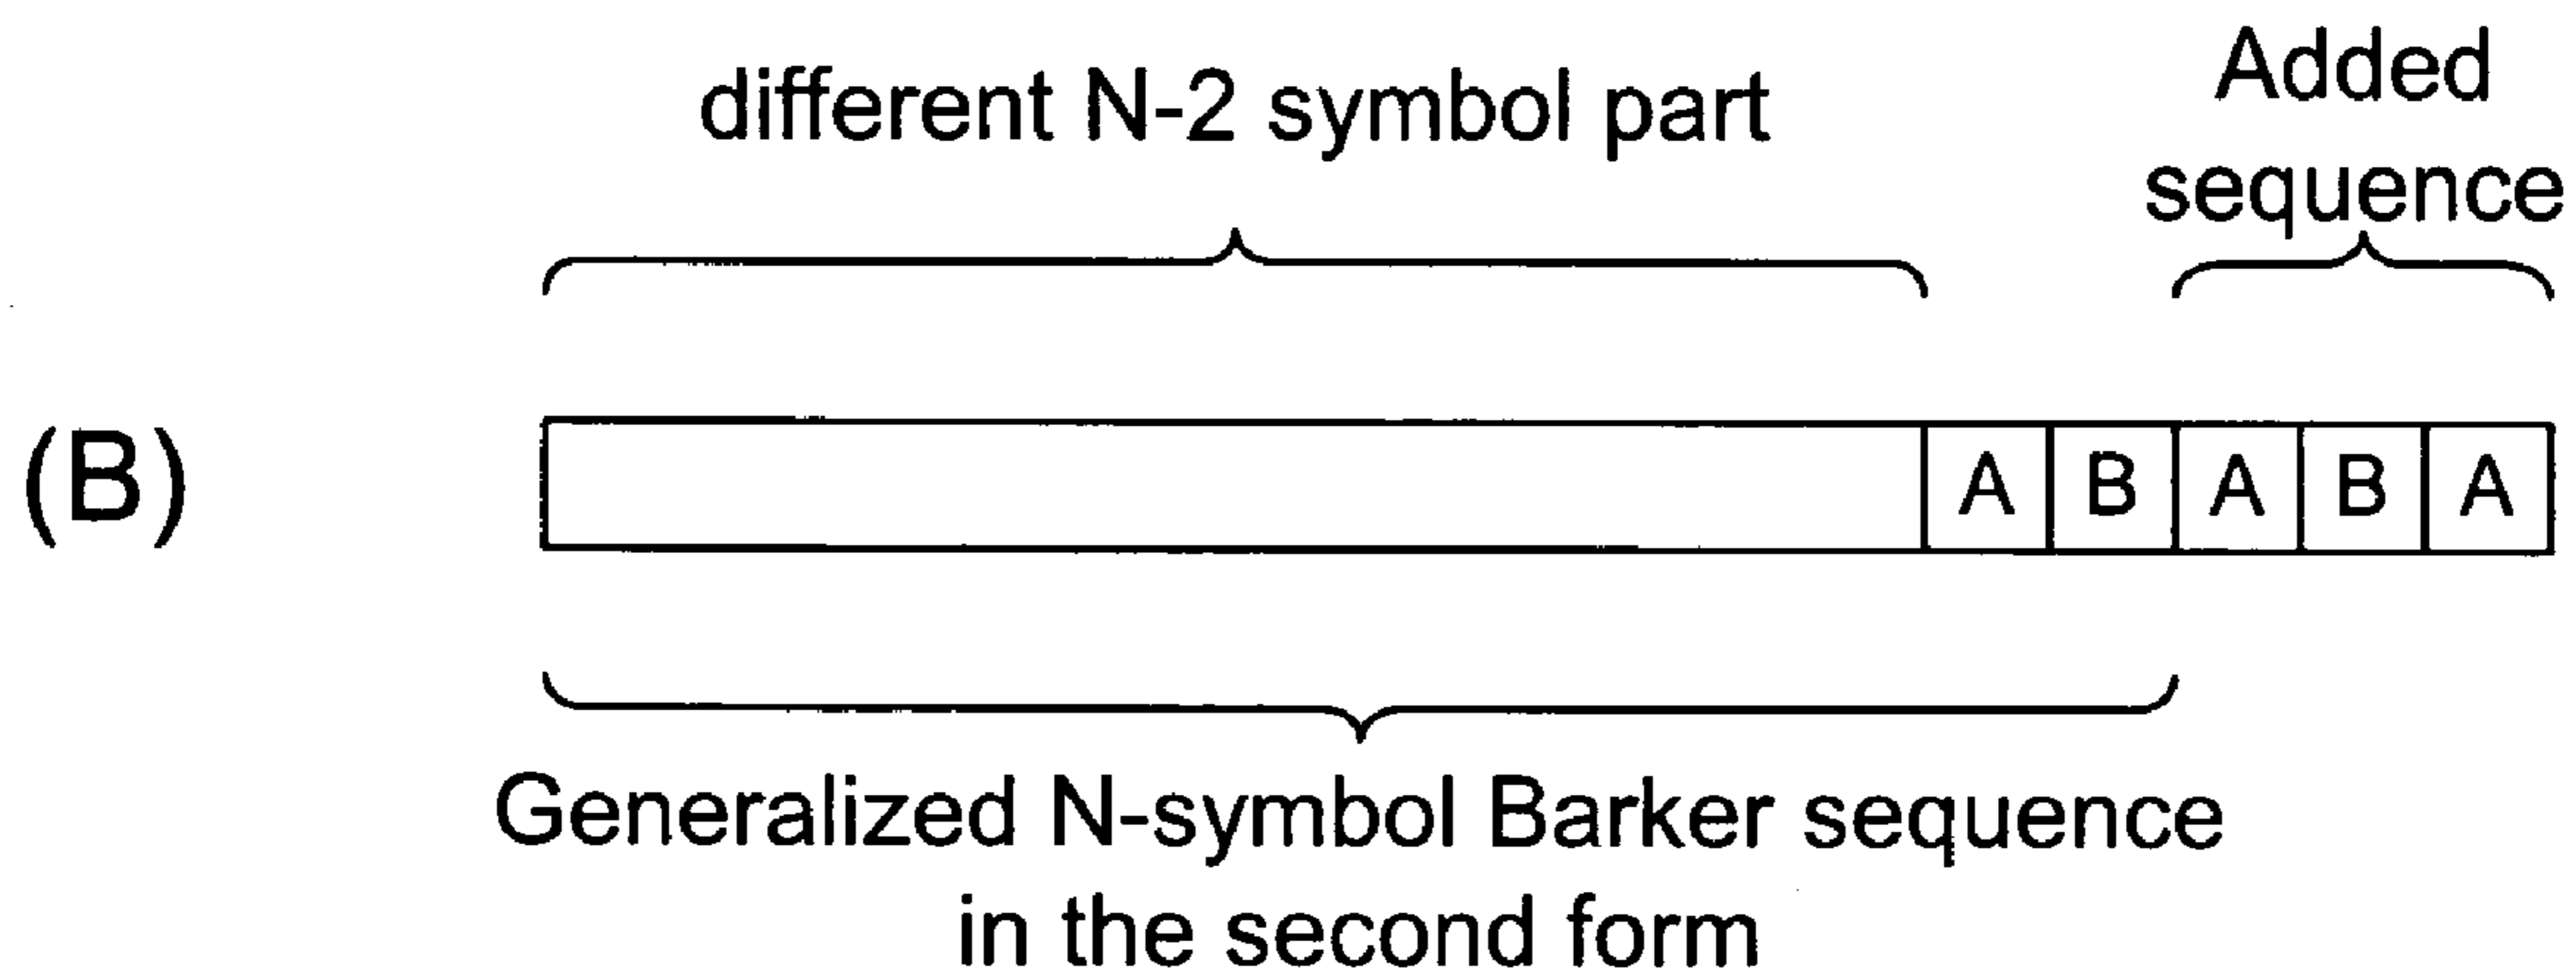 different N-2 symbol part
Added
sequence
(B)
A B A B A
Generalized N-symbol Barker sequence
in the second form